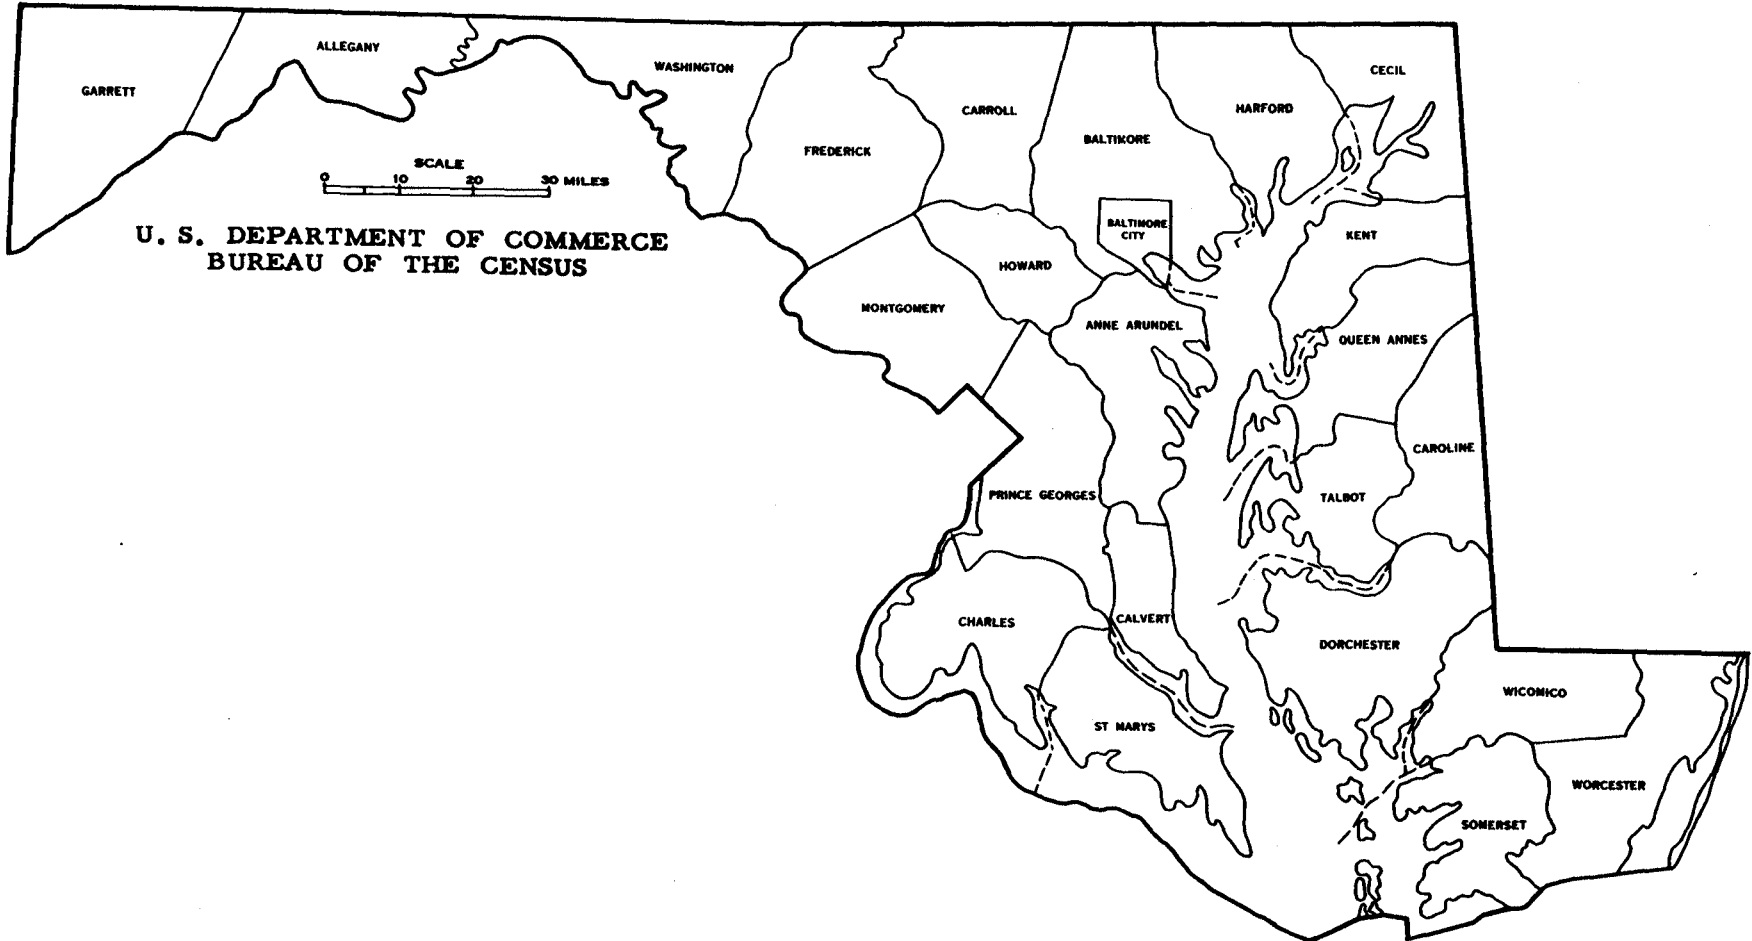 GARRETT
ALLEGANY
WASHINGTON
FREDERICK
CARROLL
BALTIMORE
HARFORD
CECIL
SCALE
0 10 20 30 MILES
U. S. DEPARTMENT OF COMMERCE
BUREAU OF THE CENSUS
BALTIMORE
CITY
KENT
HOWARD
MONTGOMERY
ANNE ARUNDEL
QUEEN ANNES
CAROLINE
TALBOT
PRINCE GEORGES
CHARLES
CALVERT
DORCHESTER
WICOMICO
ST MARYS
WORCESTER
SOMERSET